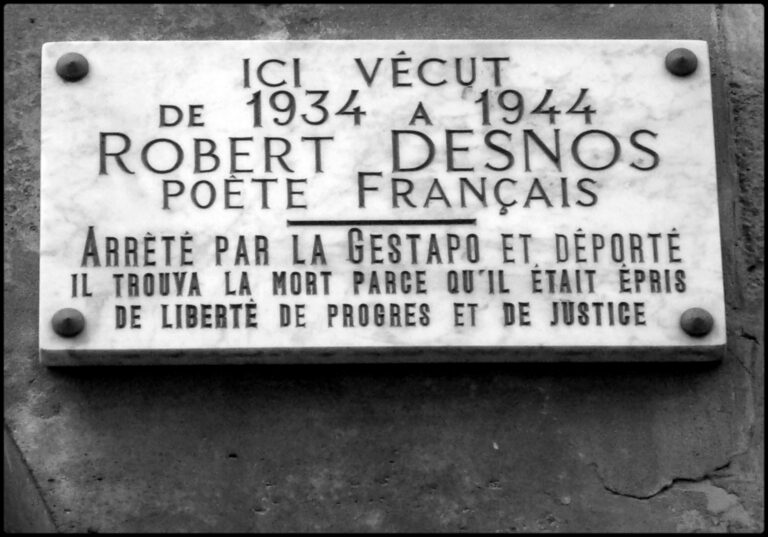 ICI VÉCUT
DE 1934 A 1944
ROBERT DESNOS
POÈTE FRANÇAIS
ARRÊTÉ PAR LA GESTAPO ET DÉPORTÉ
IL TROUVA LA MORT PARCE QU'IL ÉTAIT ÉPRIS
DE LIBERTÉ DE PROGRES ET DE JUSTICE